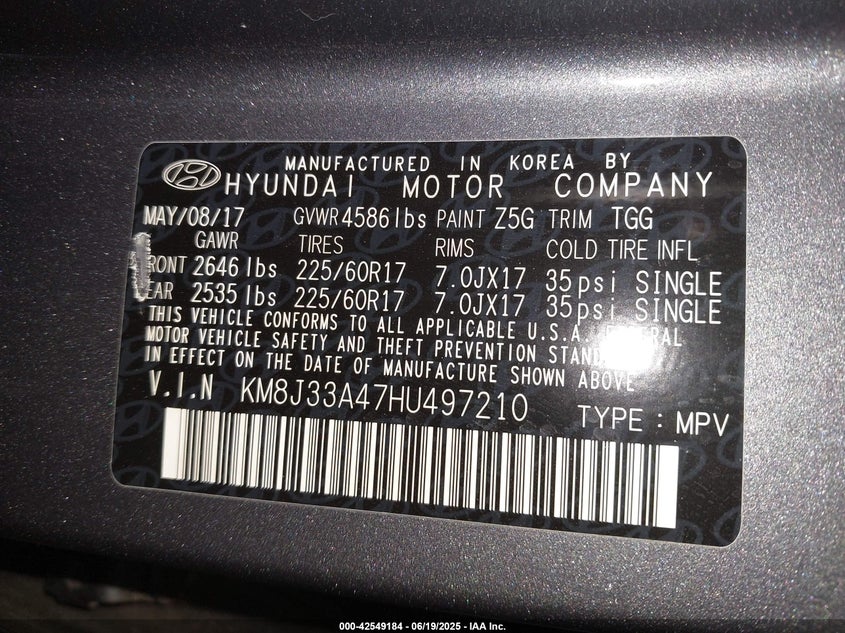 MANUFACTURED IN KOREA BY
HYUNDAI MOTOR COMPANY
MAY/08/17 GVWR 4586 lbs PAINT Z5G TRIM TGG
GAWR TIRES RIMS COLD TIRE INFL
RONT 2646 lbs 225/60R17 7.0JX17 35psi SINGLE
EAR 2535 lbs 225/60R17 7.0JX17 35psi SINGLE
THIS VEHICLE CONFORMS TO ALL APPLICABLE U.S.A.
MOTOR VEHICLE SAFETY AND THEFT PREVENTION
IN EFFECT ON THE DATE OF MANUFACTURE SHOWN ABOVE
V.I.N KM8J33A47HU497210 TYPE : MPV
000-42549184 - 06/19/2025 - IAA Inc.